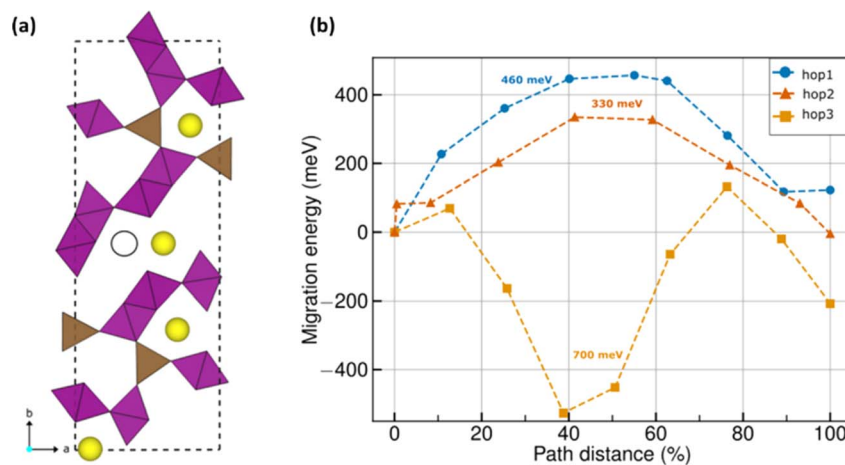 (a)
b
a
(b)
Migration energy (meV)
400
200
0
−200
−400
460 meV
330 meV
700 meV
hop1
hop2
hop3
0 20 40 60 80 100
Path distance (%)